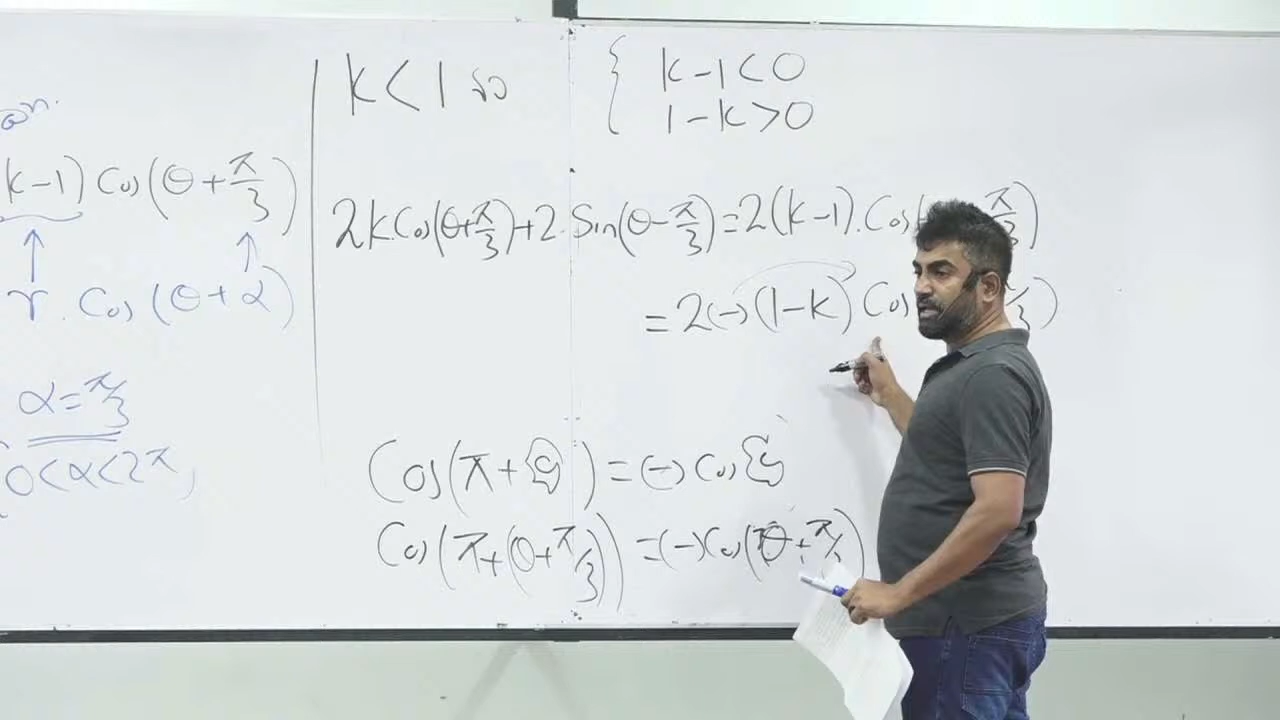 (k-1) Cos(θ+π/3)
r . Cos (θ+α)
α=π/3
0<α<2π,
k < 1 so
{ k-1<0
1-k>0
2k.Cos(θ+π/3)+2.Sin(θ-π/3)=2(k-1).Cos
=2(-)(1-k) Cos
Cos(π+θ)=(-) Cos
Cos(π+(θ+π/3))=(-)Cos(θ+π/3)